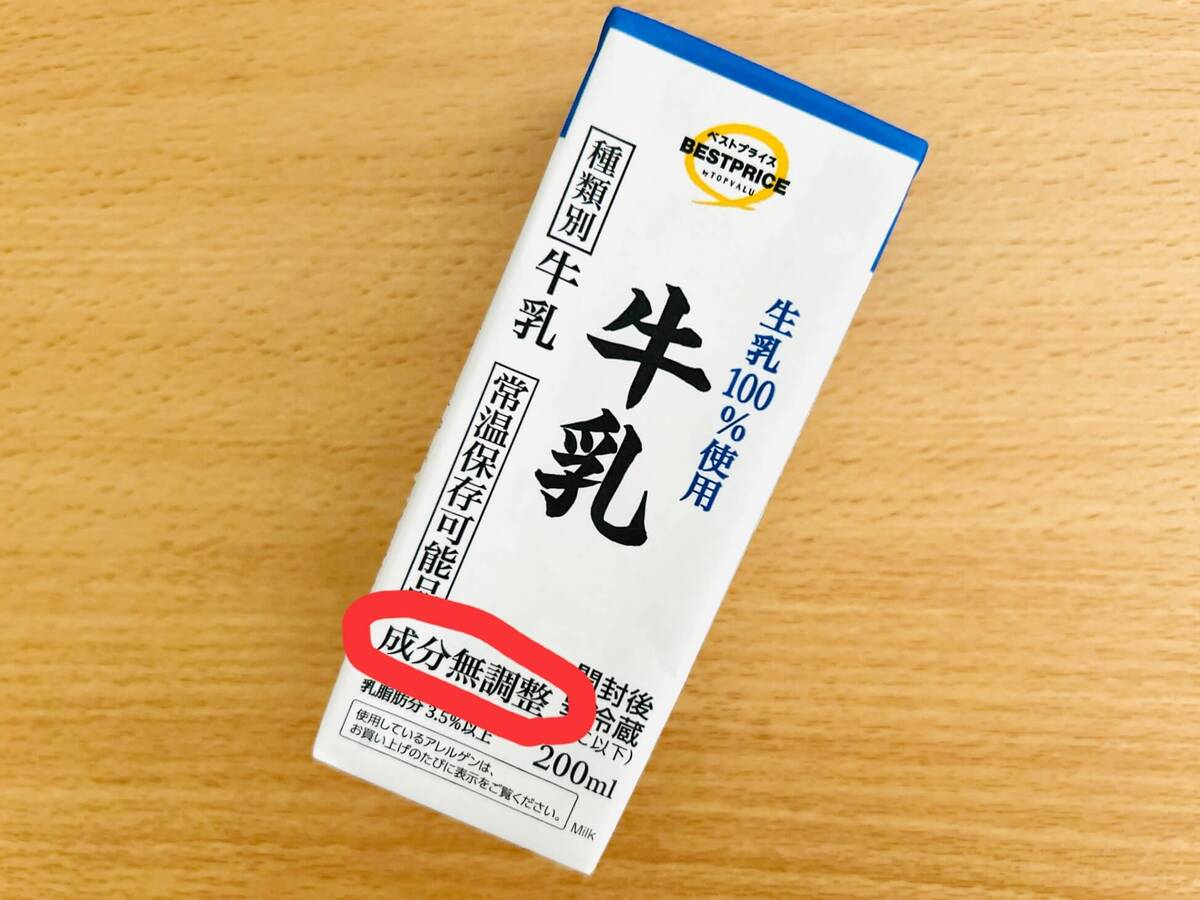 ベストプライス
BESTPRICE
by TOPVALU
種類別
牛乳
生乳100%使用
牛乳
常温保存可能品
成分無調整
乳脂肪分 3.5%以上
開封後
冷蔵
以下)
200ml
使用しているアレルゲンは、
お買い上げのたびに表示をご覧ください。
Milk